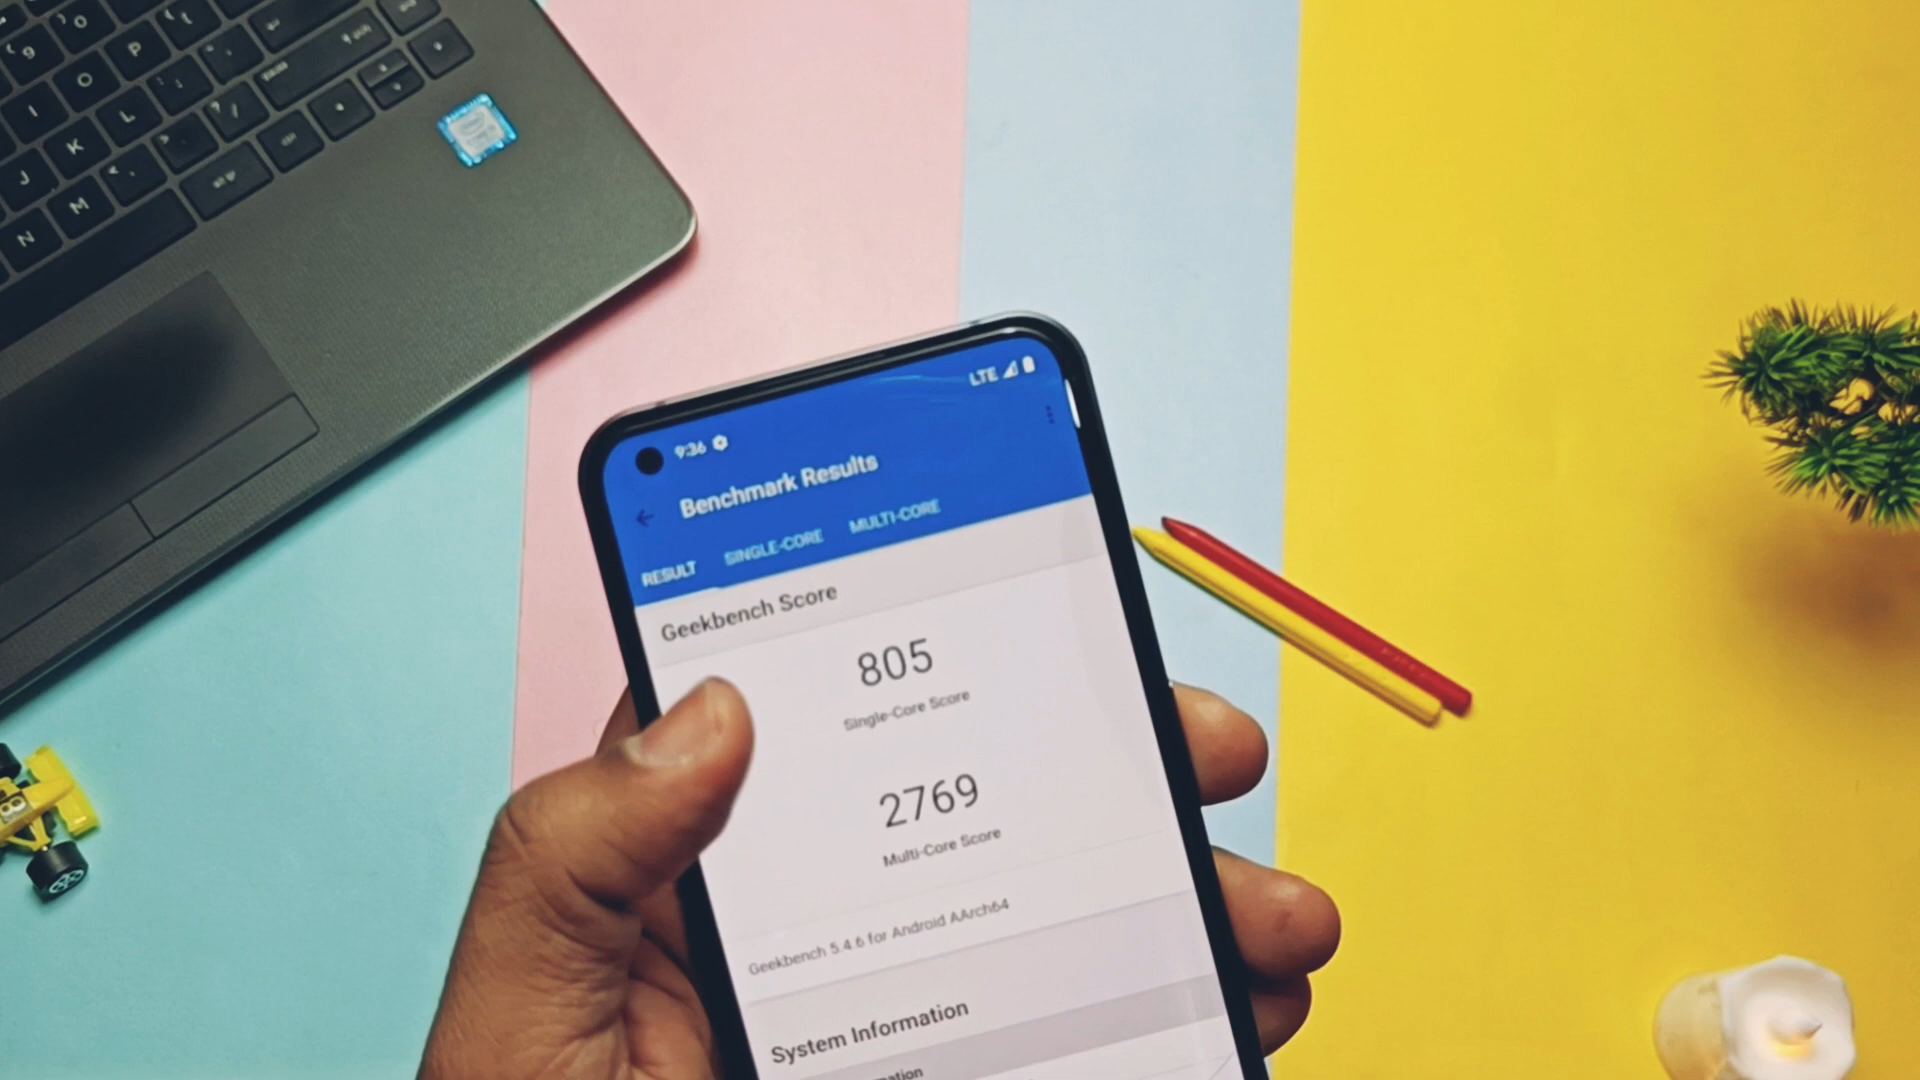 9:36
LTE
Benchmark Results
RESULT SINGLE-CORE MULTI-CORE
Geekbench Score
805
Single-Core Score
2769
Multi-Core Score
Geekbench 5.4.6 for Android AArch64
System Information
O P
I L
J K
N M